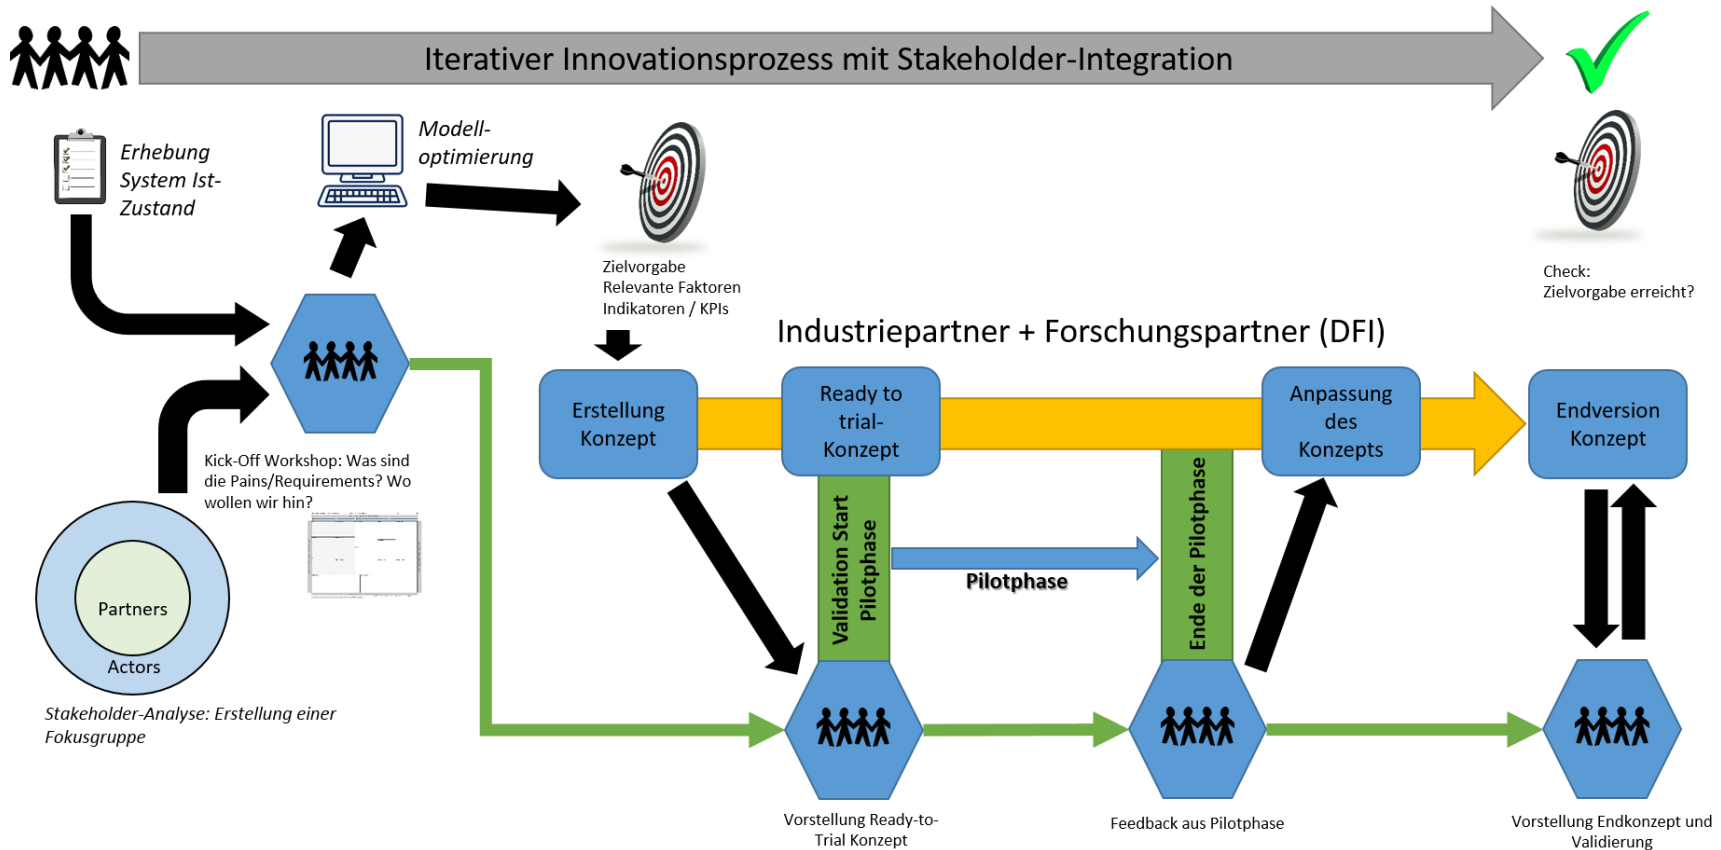 Iterativer Innovationsprozess mit Stakeholder-Integration
Erhebung
System Ist-
Zustand
Modell-
optimierung
Zielvorgabe
Relevante Faktoren
Indikatoren / KPIs
Check:
Zielvorgabe erreicht?
Industriepartner + Forschungspartner (DFI)
Erstellung
Konzept
Ready to
trial-
Konzept
Anpassung
des
Konzepts
Endversion
Konzept
Kick-Off Workshop: Was sind
die Pains/Requirements? Wo
wollen wir hin?
Validation Start
Pilotphase
Pilotphase
Ende der Pilotphase
Partners
Actors
Stakeholder-Analyse: Erstellung einer
Fokusgruppe
Vorstellung Ready-to-
Trial Konzept
Feedback aus Pilotphase
Vorstellung Endkonzept und
Validierung